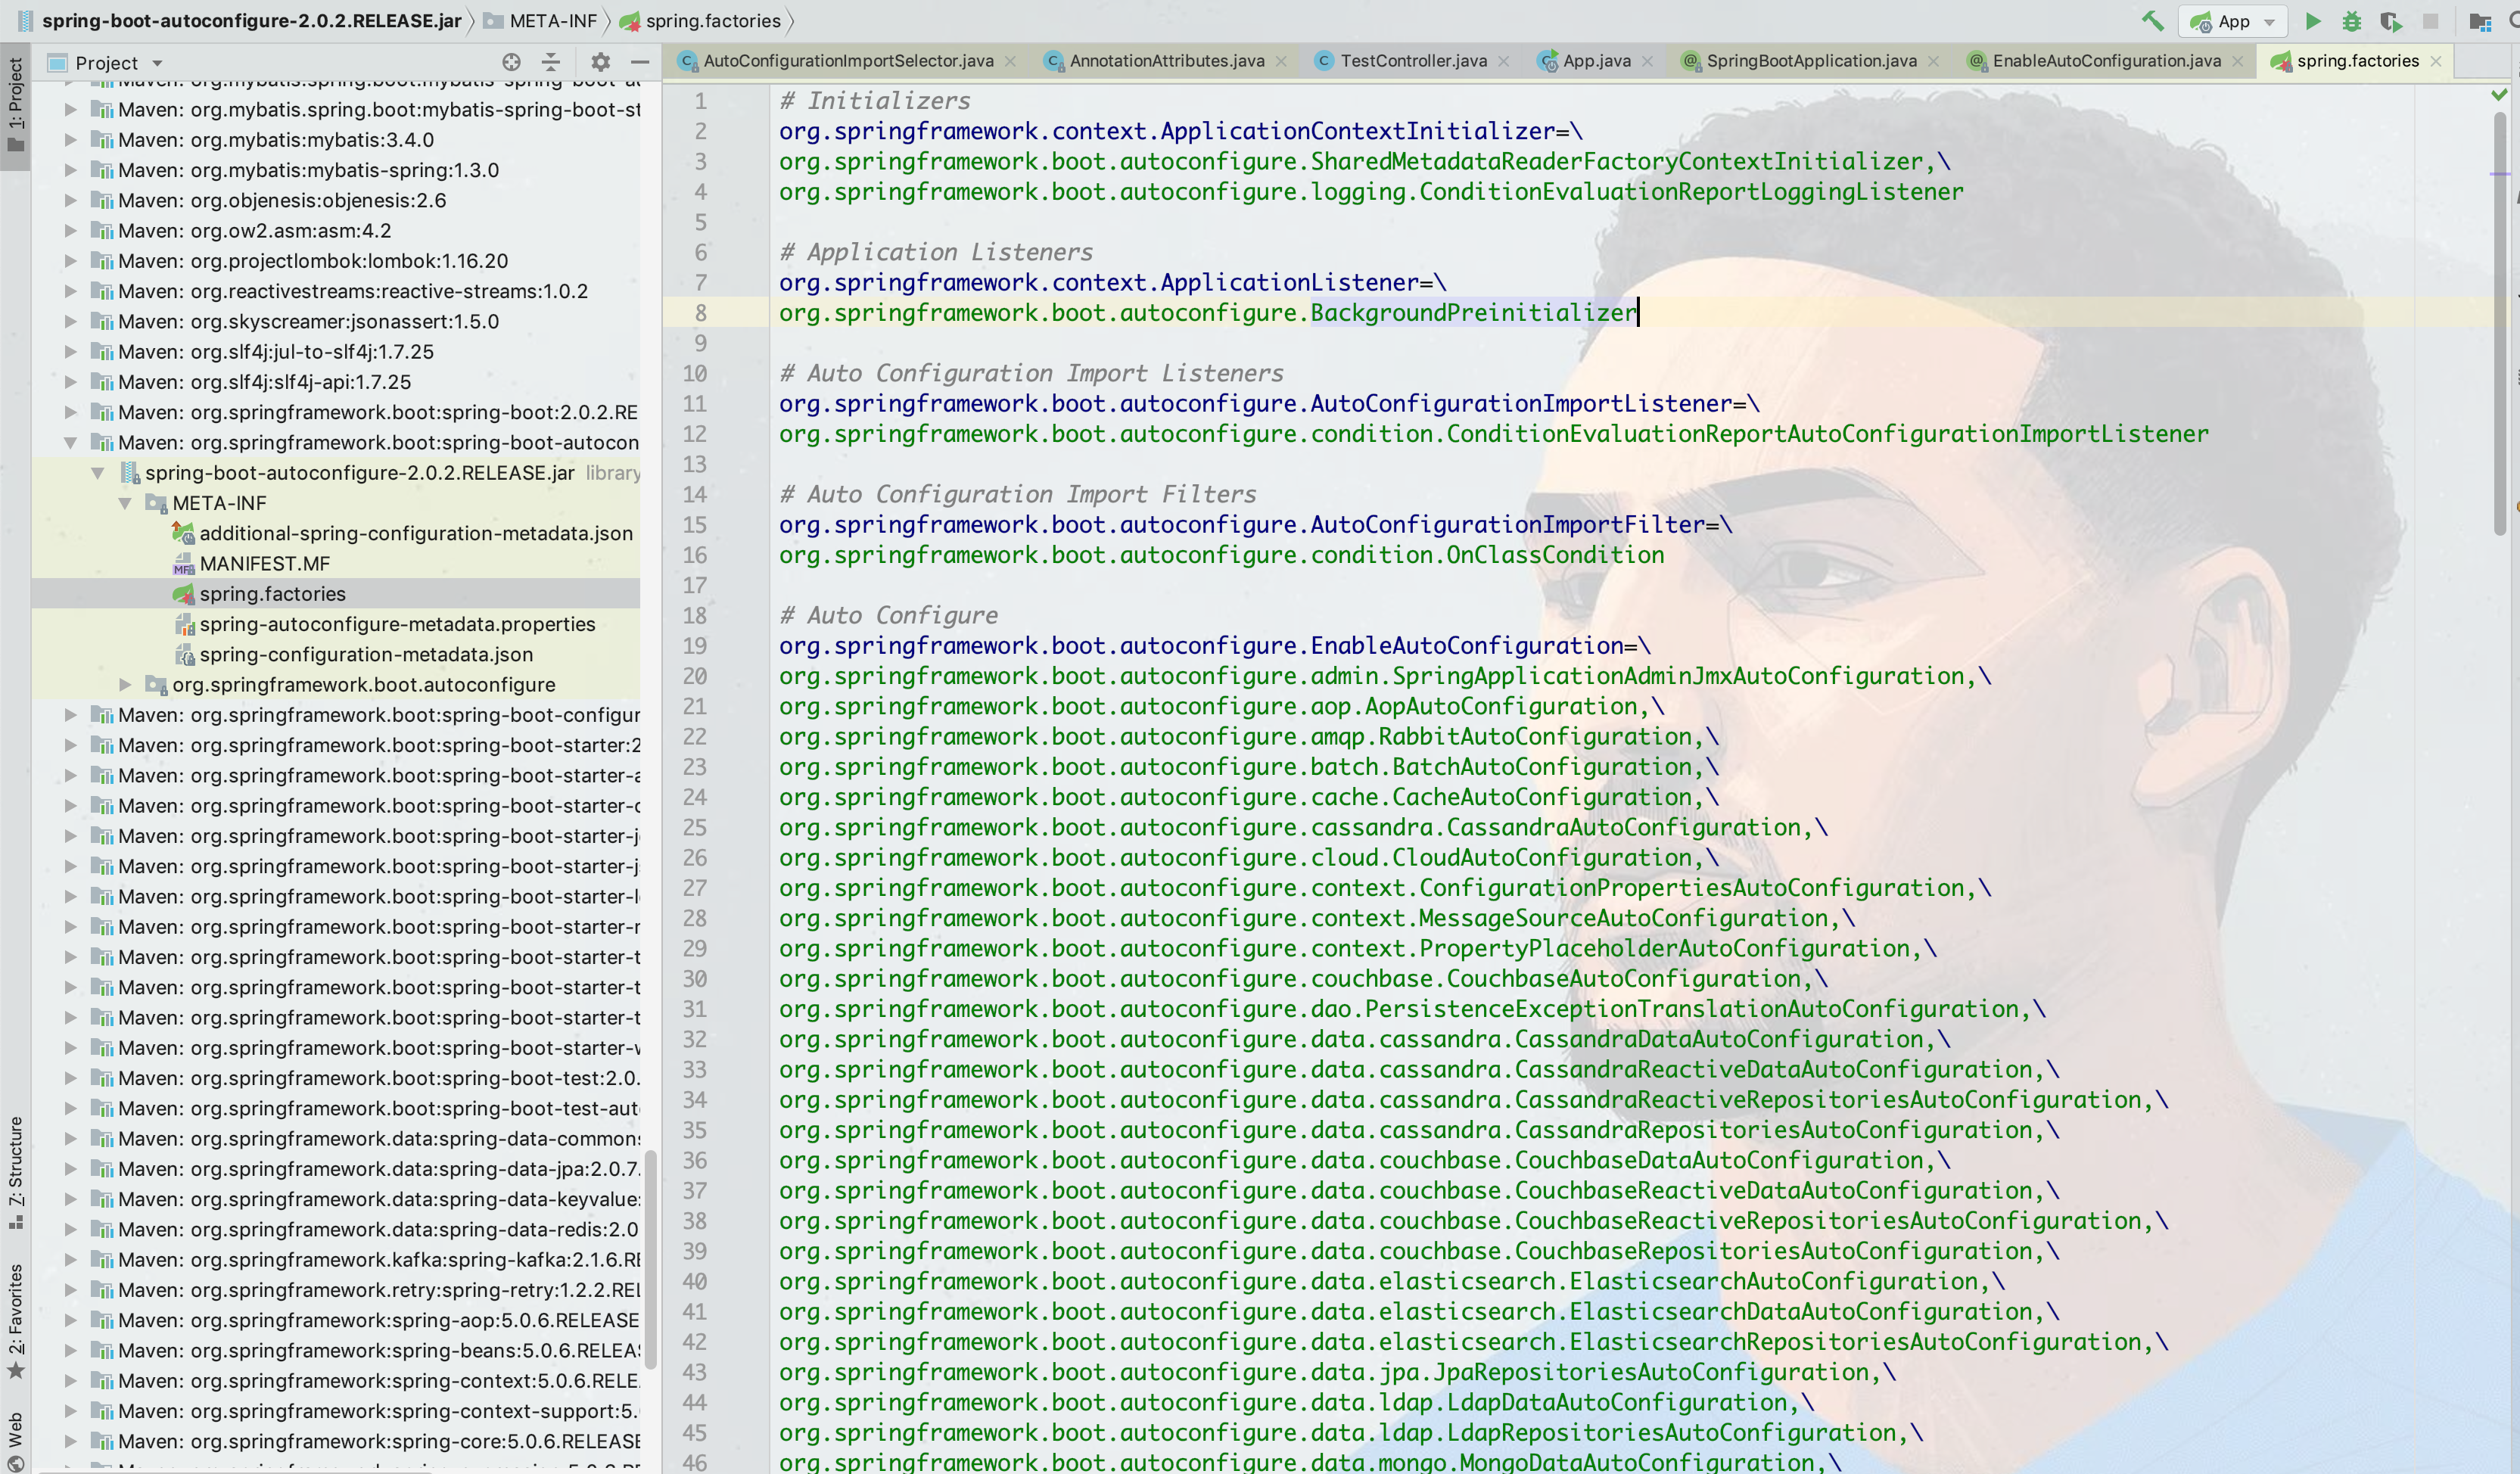 spring-boot-autoconfigure-2.0.2.RELEASE.jar META-INF spring.factories
App
Project
AutoConfigurationImportSelector.java AnnotationAttributes.java TestController.java App.java SpringBootApplication.java EnableAutoConfiguration.java spring.factories
1: Project
Z: Structure
2: Favorites
Web
Maven: org.mybatis.spring.boot:mybatis-spring-boot-st
Maven: org.mybatis:mybatis:3.4.0
Maven: org.mybatis:mybatis-spring:1.3.0
Maven: org.objenesis:objenesis:2.6
Maven: org.ow2.asm:asm:4.2
Maven: org.projectlombok:lombok:1.16.20
Maven: org.reactivestreams:reactive-streams:1.0.2
Maven: org.skyscreamer:jsonassert:1.5.0
Maven: org.slf4j:jul-to-slf4j:1.7.25
Maven: org.slf4j:slf4j-api:1.7.25
Maven: org.springframework.boot:spring-boot:2.0.2.RE
Maven: org.springframework.boot:spring-boot-autocon
spring-boot-autoconfigure-2.0.2.RELEASE.jar library
META-INF
additional-spring-configuration-metadata.json
MANIFEST.MF
spring.factories
spring-autoconfigure-metadata.properties
spring-configuration-metadata.json
org.springframework.boot.autoconfigure
Maven: org.springframework.boot:spring-boot-configur
Maven: org.springframework.boot:spring-boot-starter:2
Maven: org.springframework.boot:spring-boot-starter-a
Maven: org.springframework.boot:spring-boot-starter-c
Maven: org.springframework.boot:spring-boot-starter-j
Maven: org.springframework.boot:spring-boot-starter-j
Maven: org.springframework.boot:spring-boot-starter-l
Maven: org.springframework.boot:spring-boot-starter-r
Maven: org.springframework.boot:spring-boot-starter-t
Maven: org.springframework.boot:spring-boot-starter-t
Maven: org.springframework.boot:spring-boot-starter-t
Maven: org.springframework.boot:spring-boot-starter-v
Maven: org.springframework.boot:spring-boot-test:2.0.
Maven: org.springframework.boot:spring-boot-test-aut
Maven: org.springframework.data:spring-data-commons
Maven: org.springframework.data:spring-data-jpa:2.0.7.
Maven: org.springframework.data:spring-data-keyvalue:
Maven: org.springframework.data:spring-data-redis:2.0
Maven: org.springframework.kafka:spring-kafka:2.1.6.RE
Maven: org.springframework.retry:spring-retry:1.2.2.REL
Maven: org.springframework:spring-aop:5.0.6.RELEASE
Maven: org.springframework:spring-beans:5.0.6.RELEAS
Maven: org.springframework:spring-context:5.0.6.RELE
Maven: org.springframework:spring-context-support:5.
Maven: org.springframework:spring-core:5.0.6.RELEASE
1 # Initializers
2 org.springframework.context.ApplicationContextInitializer=\
3 org.springframework.boot.autoconfigure.SharedMetadataReaderFactoryContextInitializer,\
4 org.springframework.boot.autoconfigure.logging.ConditionEvaluationReportLoggingListener
5
6 # Application Listeners
7 org.springframework.context.ApplicationListener=\
8 org.springframework.boot.autoconfigure.BackgroundPreinitializer
9
10 # Auto Configuration Import Listeners
11 org.springframework.boot.autoconfigure.AutoConfigurationImportListener=\
12 org.springframework.boot.autoconfigure.condition.ConditionEvaluationReportAutoConfigurationImportListener
13
14 # Auto Configuration Import Filters
15 org.springframework.boot.autoconfigure.AutoConfigurationImportFilter=\
16 org.springframework.boot.autoconfigure.condition.OnClassCondition
17
18 # Auto Configure
19 org.springframework.boot.autoconfigure.EnableAutoConfiguration=\
20 org.springframework.boot.autoconfigure.admin.SpringApplicationAdminJmxAutoConfiguration,\
21 org.springframework.boot.autoconfigure.aop.AopAutoConfiguration,\
22 org.springframework.boot.autoconfigure.amqp.RabbitAutoConfiguration,\
23 org.springframework.boot.autoconfigure.batch.BatchAutoConfiguration,\
24 org.springframework.boot.autoconfigure.cache.CacheAutoConfiguration,\
25 org.springframework.boot.autoconfigure.cassandra.CassandraAutoConfiguration,\
26 org.springframework.boot.autoconfigure.cloud.CloudAutoConfiguration,\
27 org.springframework.boot.autoconfigure.context.ConfigurationPropertiesAutoConfiguration,\
28 org.springframework.boot.autoconfigure.context.MessageSourceAutoConfiguration,\
29 org.springframework.boot.autoconfigure.context.PropertyPlaceholderAutoConfiguration,\
30 org.springframework.boot.autoconfigure.couchbase.CouchbaseAutoConfiguration,\
31 org.springframework.boot.autoconfigure.dao.PersistenceExceptionTranslationAutoConfiguration,\
32 org.springframework.boot.autoconfigure.data.cassandra.CassandraDataAutoConfiguration,\
33 org.springframework.boot.autoconfigure.data.cassandra.CassandraReactiveDataAutoConfiguration,\
34 org.springframework.boot.autoconfigure.data.cassandra.CassandraReactiveRepositoriesAutoConfiguration,\
35 org.springframework.boot.autoconfigure.data.cassandra.CassandraRepositoriesAutoConfiguration,\
36 org.springframework.boot.autoconfigure.data.couchbase.CouchbaseDataAutoConfiguration,\
37 org.springframework.boot.autoconfigure.data.couchbase.CouchbaseReactiveDataAutoConfiguration,\
38 org.springframework.boot.autoconfigure.data.couchbase.CouchbaseReactiveRepositoriesAutoConfiguration,\
39 org.springframework.boot.autoconfigure.data.couchbase.CouchbaseRepositoriesAutoConfiguration,\
40 org.springframework.boot.autoconfigure.data.elasticsearch.ElasticsearchAutoConfiguration,\
41 org.springframework.boot.autoconfigure.data.elasticsearch.ElasticsearchDataAutoConfiguration,\
42 org.springframework.boot.autoconfigure.data.elasticsearch.ElasticsearchRepositoriesAutoConfiguration,\
43 org.springframework.boot.autoconfigure.data.jpa.JpaRepositoriesAutoConfiguration,\
44 org.springframework.boot.autoconfigure.data.ldap.LdapDataAutoConfiguration,\
45 org.springframework.boot.autoconfigure.data.ldap.LdapRepositoriesAutoConfiguration,\
46 org.springframework.boot.autoconfigure.data.mongo.MongoDataAutoConfiguration,\